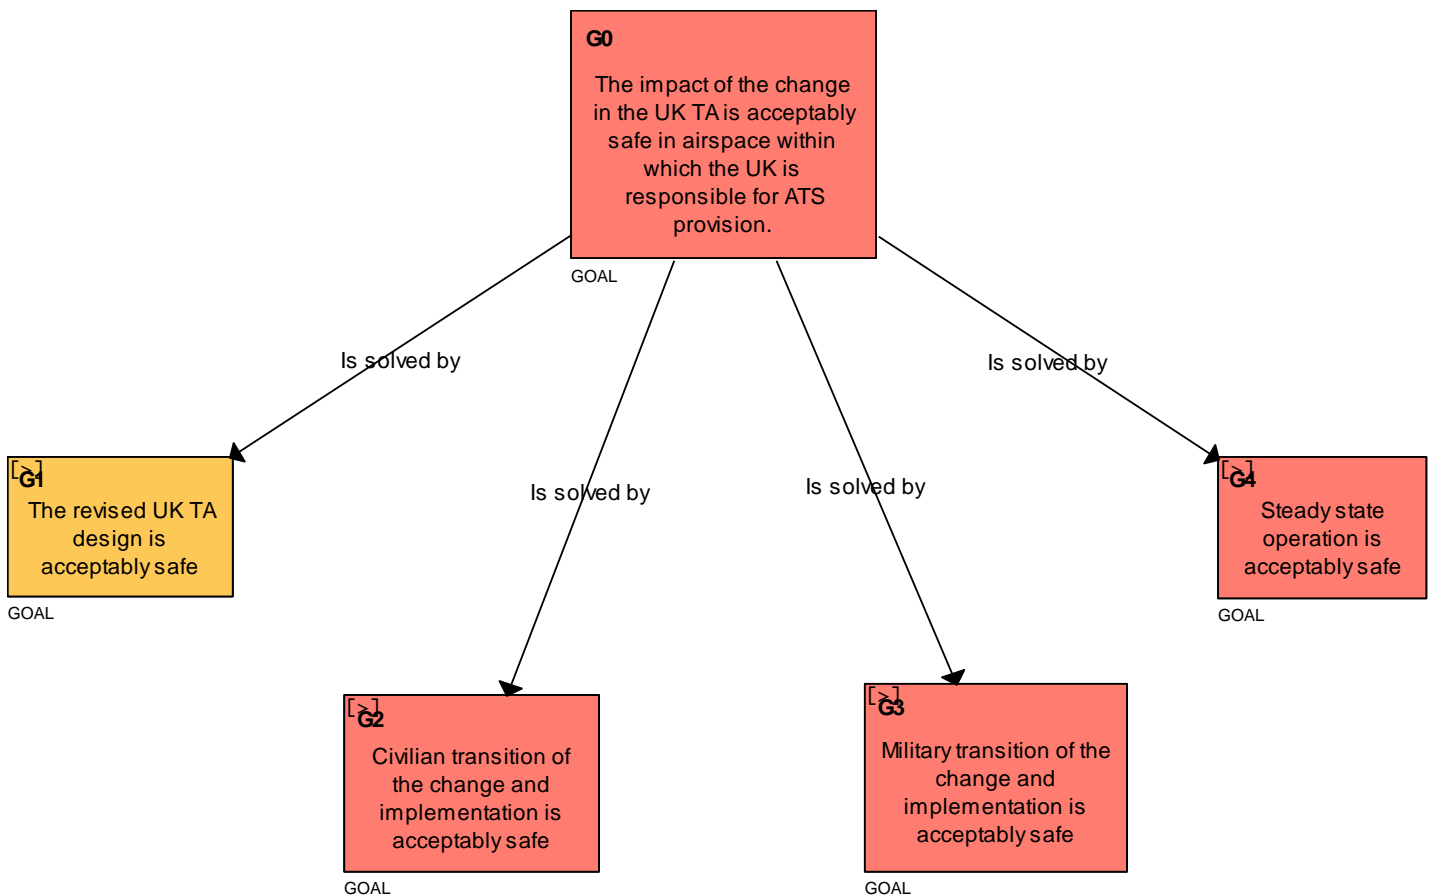 G0
The impact of the change
in the UK TA is acceptably
safe in airspace within
which the UK is
responsible for ATS
provision.
GOAL
Is solved by
Is solved by
Is solved by
Is solved by
[>]
G1
The revised UK TA
design is
acceptably safe
GOAL
[>]
G4
Steady state
operation is
acceptably safe
GOAL
[>]
G2
Civilian transition of
the change and
implementation is
acceptably safe
GOAL
[>]
G3
Military transition of the
change and
implementation is
acceptably safe
GOAL